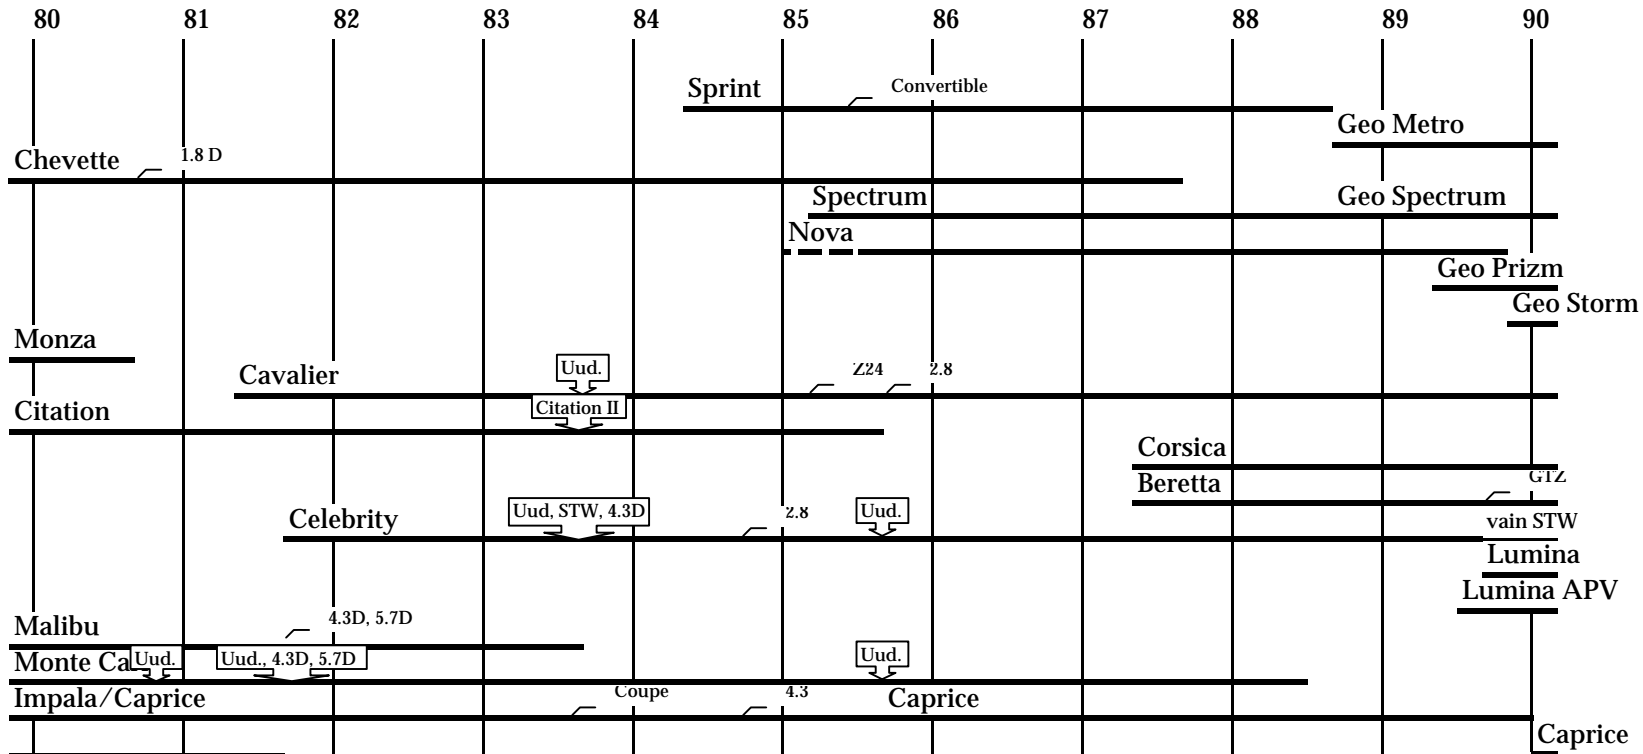 80 81 82 83 84 85 86 87 88 89 90
Sprint Convertible
Geo Metro
Chevette 1.8 D
Spectrum Geo Spectrum
Nova
Geo Prizm
Geo Storm
Monza
Cavalier Uud. Z24 2.8
Citation Citation II
Corsica
Beretta GTZ
Celebrity Uud, STW, 4.3D 2.8 Uud. vain STW
Lumina
Lumina APV
Malibu 4.3D, 5.7D
Monte Uud. Uud., 4.3D, 5.7D Uud.
Impala/Caprice Coupe 4.3 Caprice
Caprice